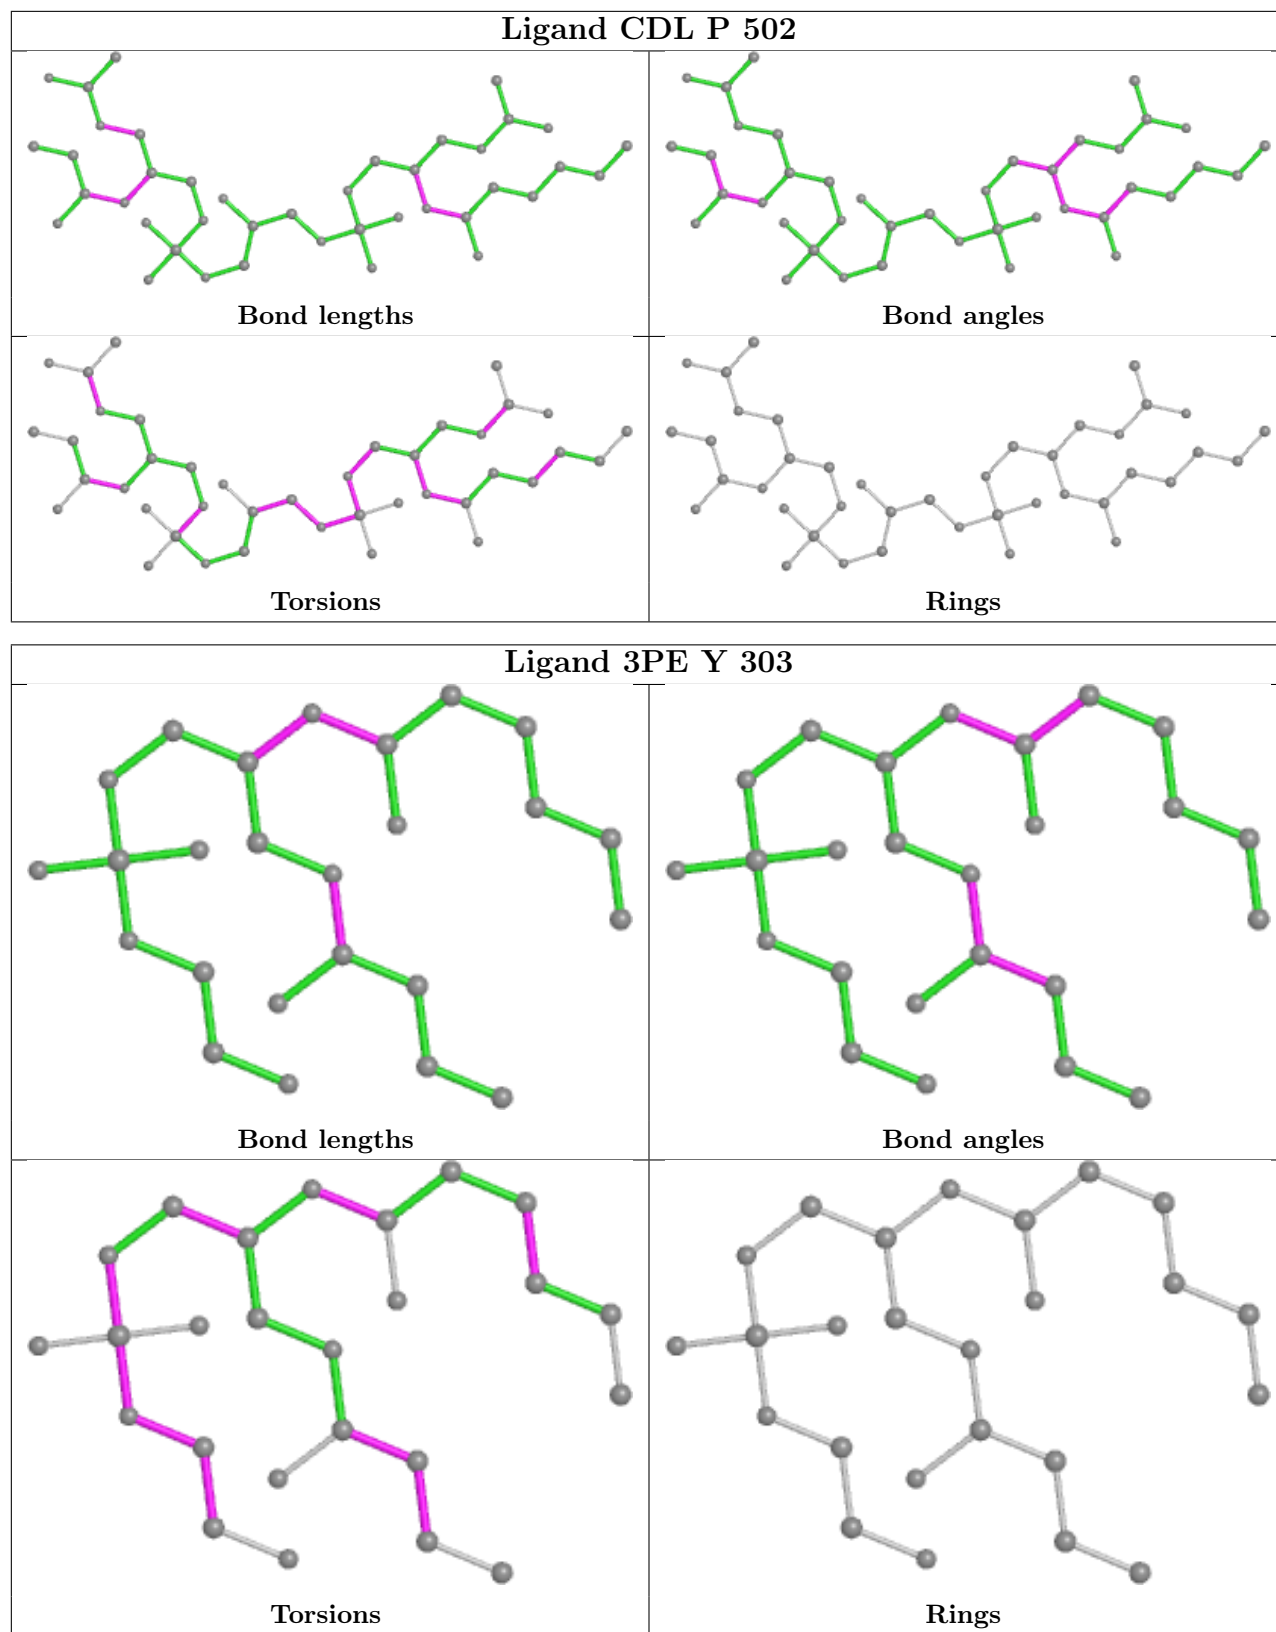 Ligand CDL P 502
Bond lengths
Bond angles
Torsions
Rings
Ligand 3PE Y 303
Bond lengths
Bond angles
Torsions
Rings